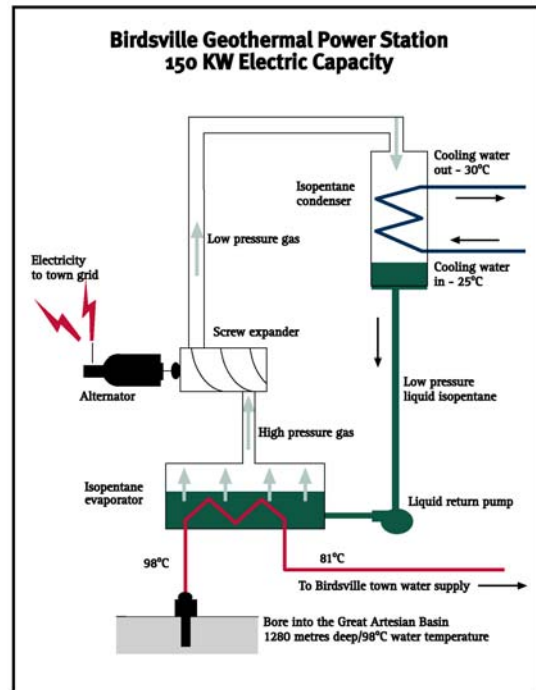 Birdsville Geothermal Power Station
150 KW Electric Capacity
Cooling water
out - 30°C
Isopentane
condenser
Low pressure gas
Electricity
to town grid
Cooling water
in - 25°C
Screw expander
Alternator
Low pressure
liquid isopentane
High pressure gas
Isopentane
evaporator
Liquid return pump
98°C
81°C
To Birdsville town water supply
Bore into the Great Artesian Basin
1280 metres deep/98°C water temperature